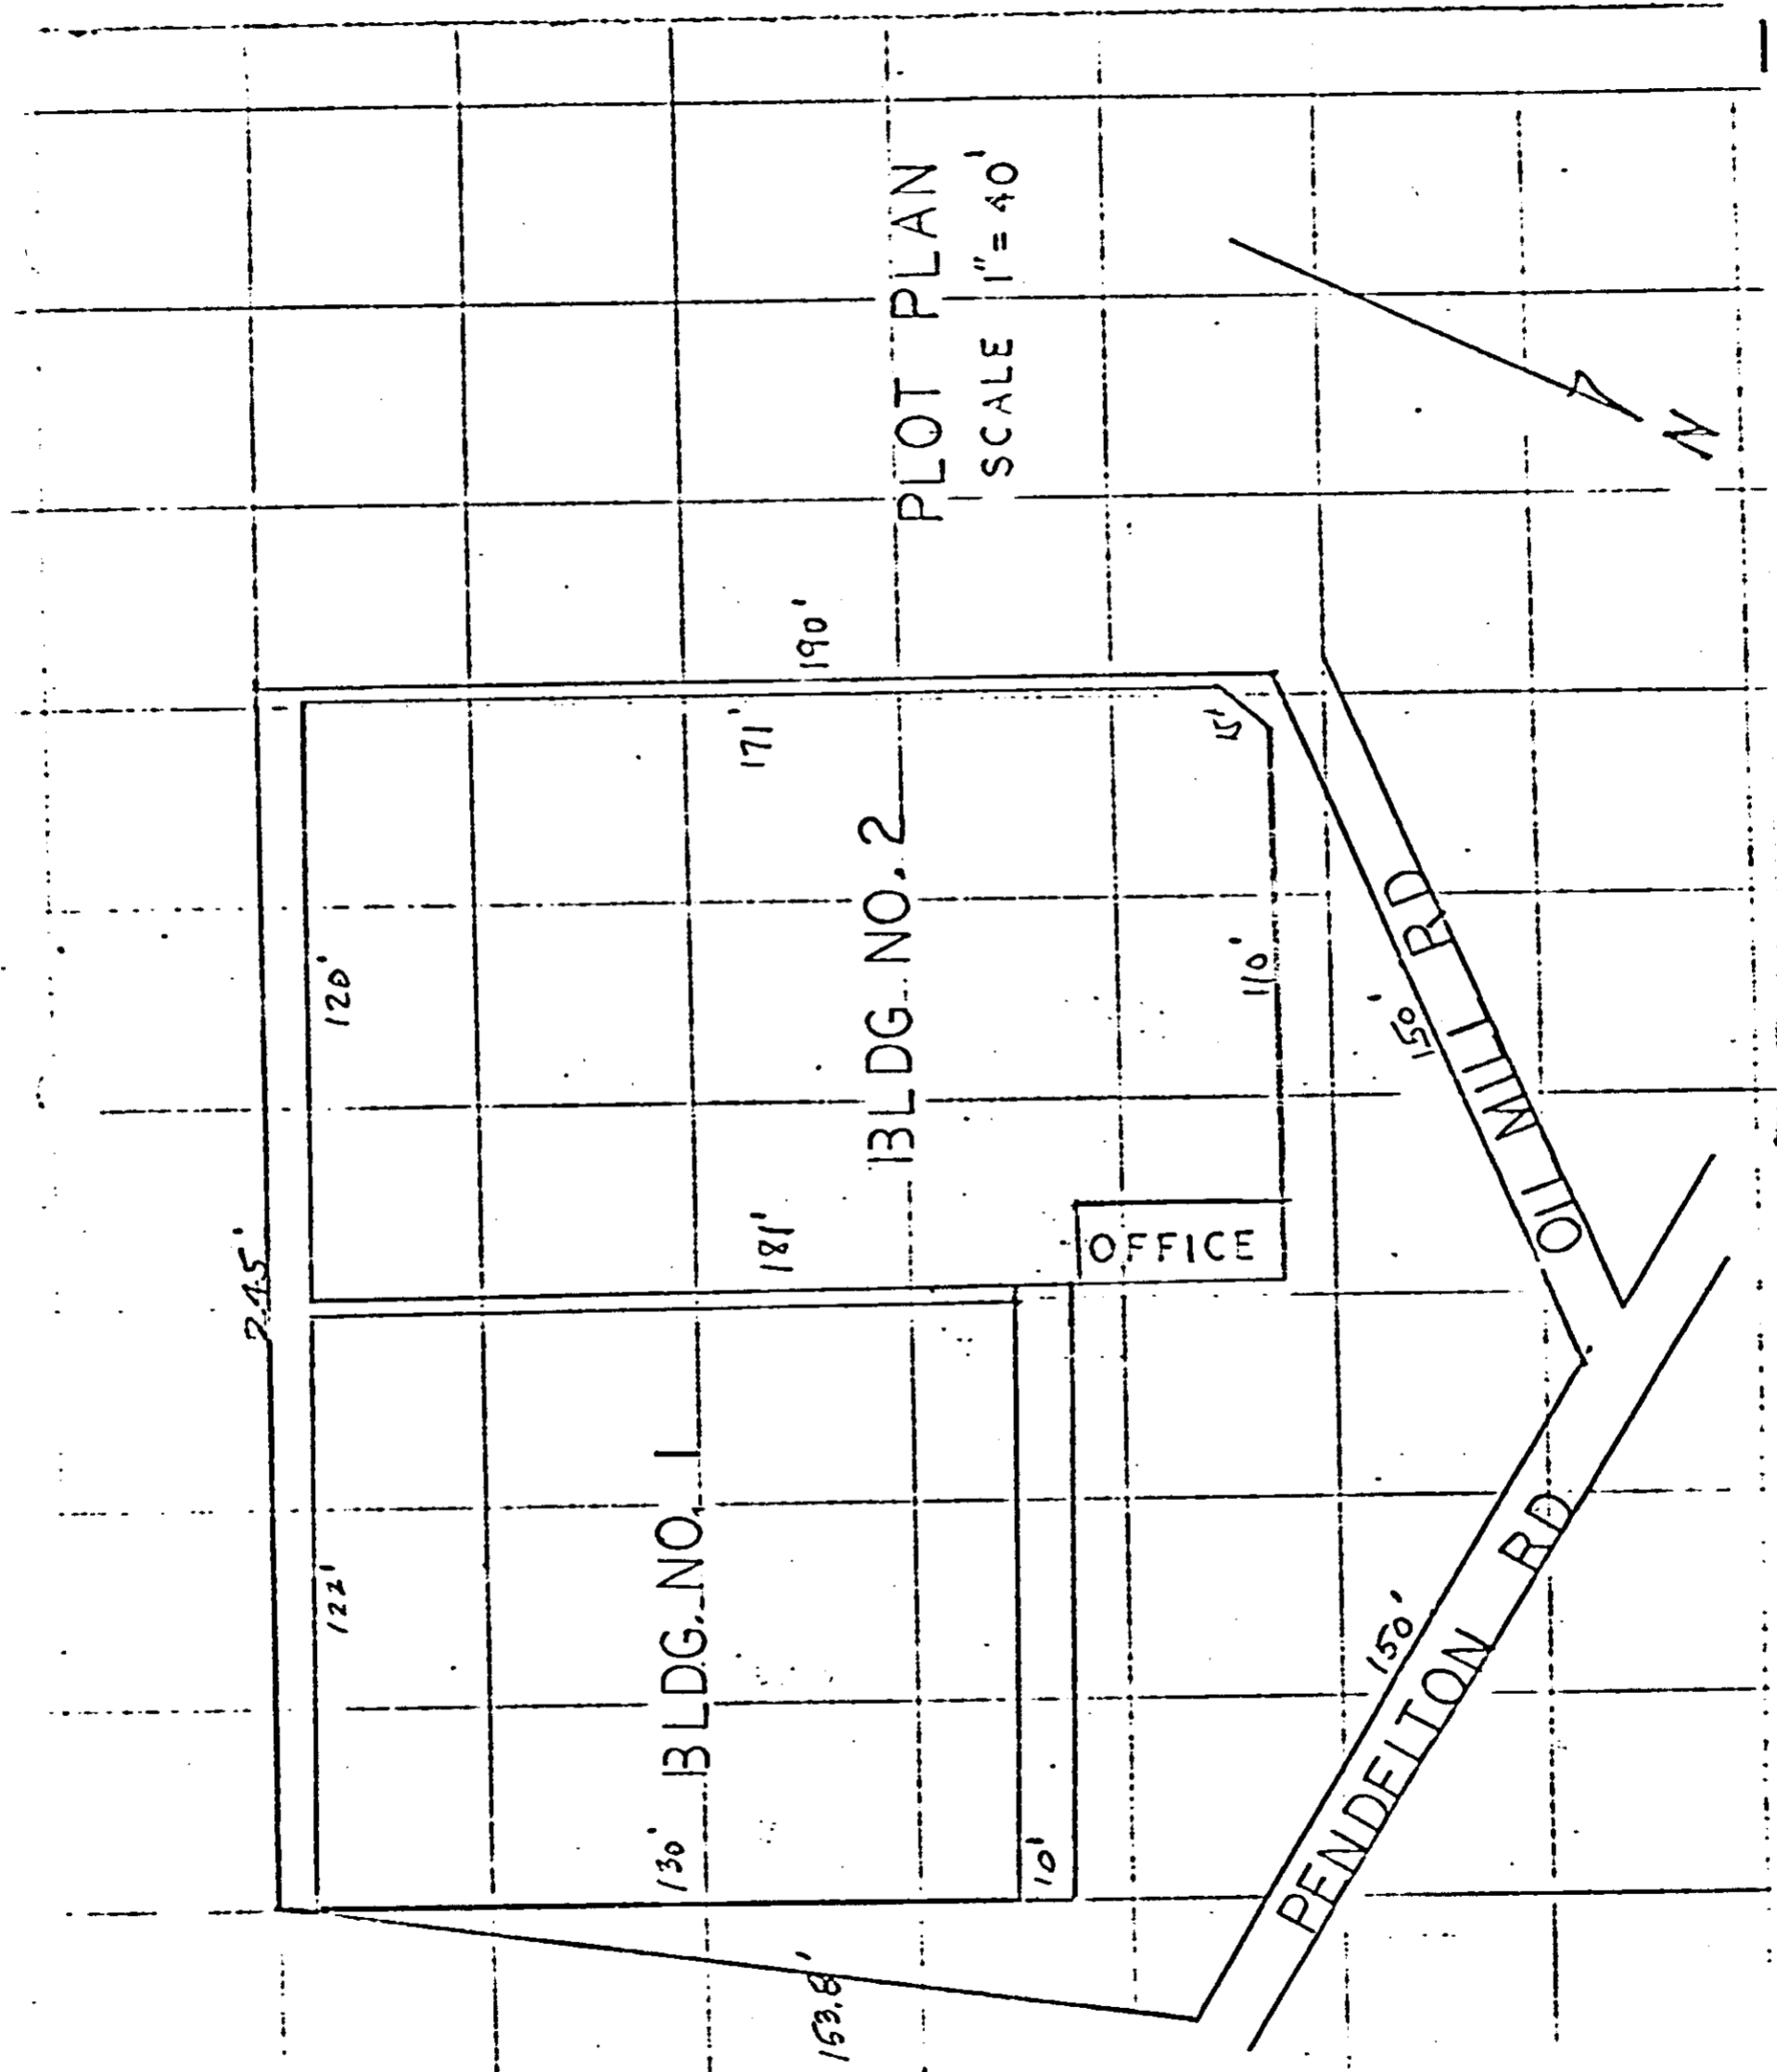 PLOT PLAN
SCALE 1"= 40'
N
245'
190'
120'
171'
15'
BLDG. NO. 2
110'
181'
OFFICE
150'
OIL MILL RD
122'
BLDG. NO. 1
130'
10'
153.8'
150'
PENDELTON RD